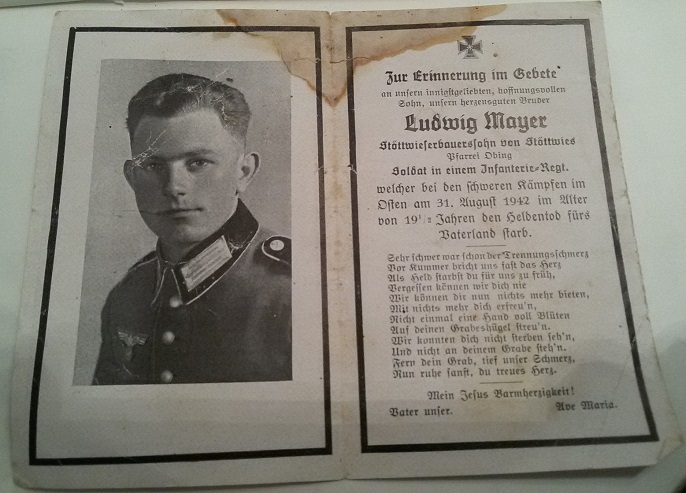 Zur Erinnerung im Gebete
an unsern innigstgeliebten, hoffnungsvollen
Sohn, unsern herzensguten Bruder
Ludwig Mayer
Stöttwieserbauerssohn von Stöttwies
Pfarrei Obing
Soldat in einem Infanterie-Regt.
welcher bei den schweren Kämpfen im
Osten am 31. August 1942 im Alter
von 19½ Jahren den Heldentod fürs
Vaterland starb.
Sehr schwer war schon der Trennungsschmerz
Vor Kummer bricht uns fast das Herz
Als Held starbst du für uns zu früh,
Vergessen können wir dich nie
Wir können dir nun nichts mehr bieten,
Mit nichts mehr dich erfreu'n,
Nicht einmal eine Hand voll Blüten
Auf deinen Grabeshügel streu'n.
Wir konnten dich nicht sterben seh'n,
Und nicht an deinem Grabe steh'n.
Fern dein Grab, tief unser Schmerz,
Nun ruhe sanft, du treues Herz.
Mein Jesus Barmherzigkeit!
Vater unser. Ave Maria.